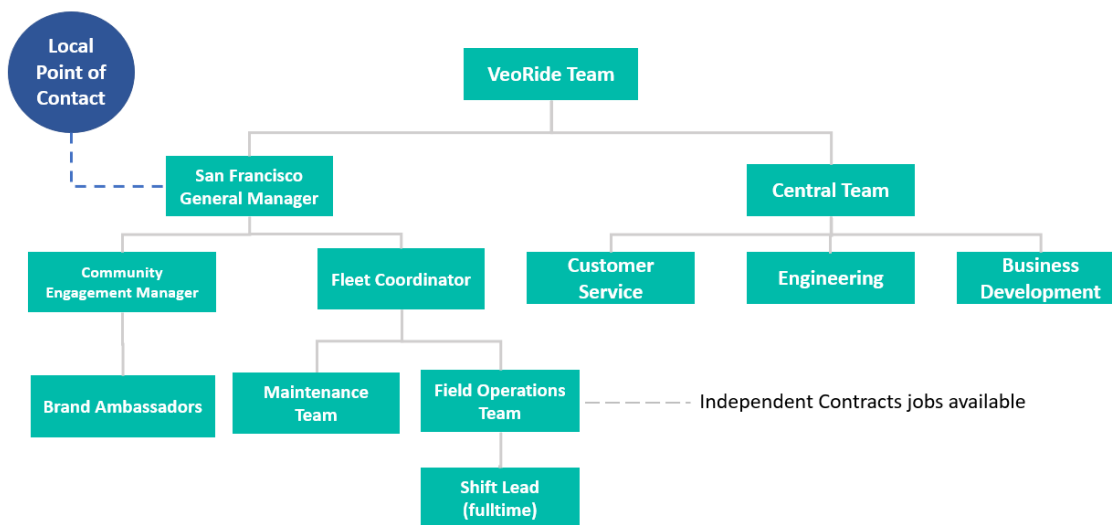 Local
Point of
Contact
VeoRide Team
San Francisco
General Manager
Central Team
Community
Engagement Manager
Fleet Coordinator
Customer
Service
Engineering
Business
Development
Brand Ambassadors
Maintenance
Team
Field Operations
Team
Independent Contracts jobs available
Shift Lead
(fulltime)